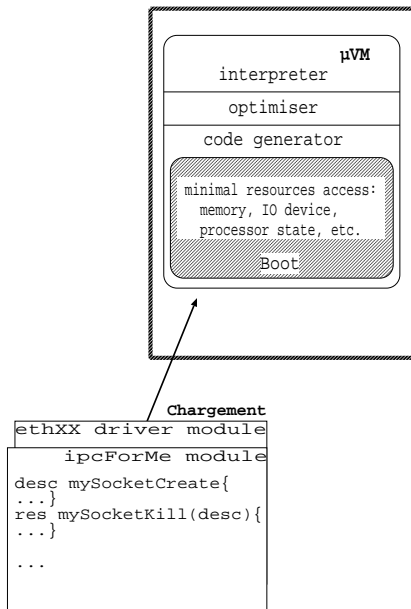 µVM
interpreter
optimiser
code generator
minimal resources access:
memory, IO device,
processor state, etc.
Boot
Chargement
ethXX driver module
ipcForMe module
desc mySocketCreate{
...}
res mySocketKill(desc){
...}
...